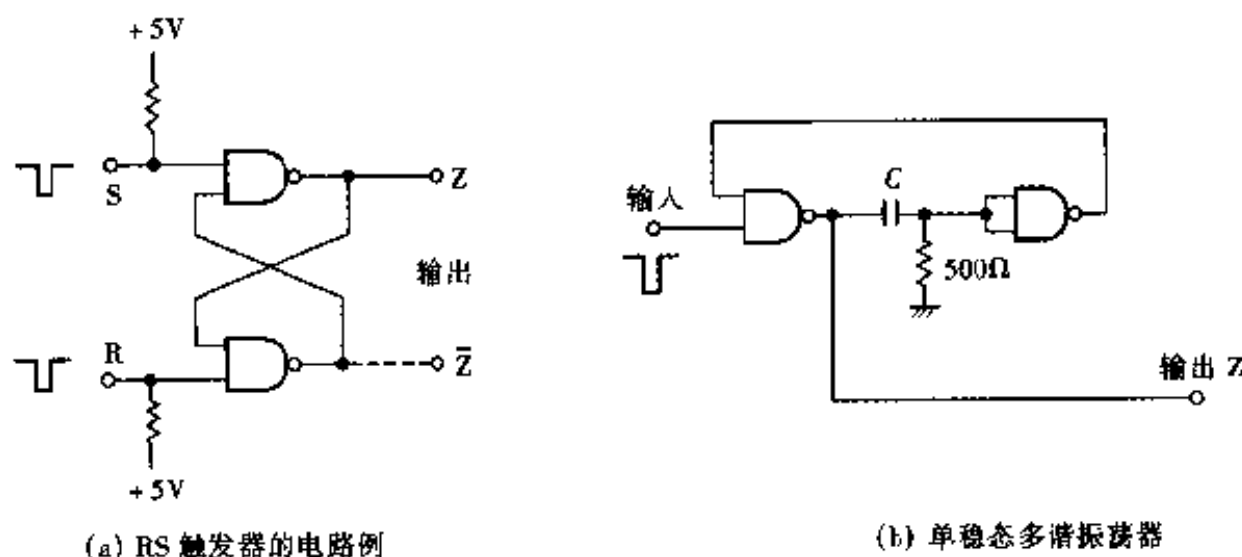 +5V
S
Z
输出
R
Z̄
+5V
(a) RS 触发器的电路例
输入
C
500Ω
输出 Z
(b) 单稳态多谐振荡器